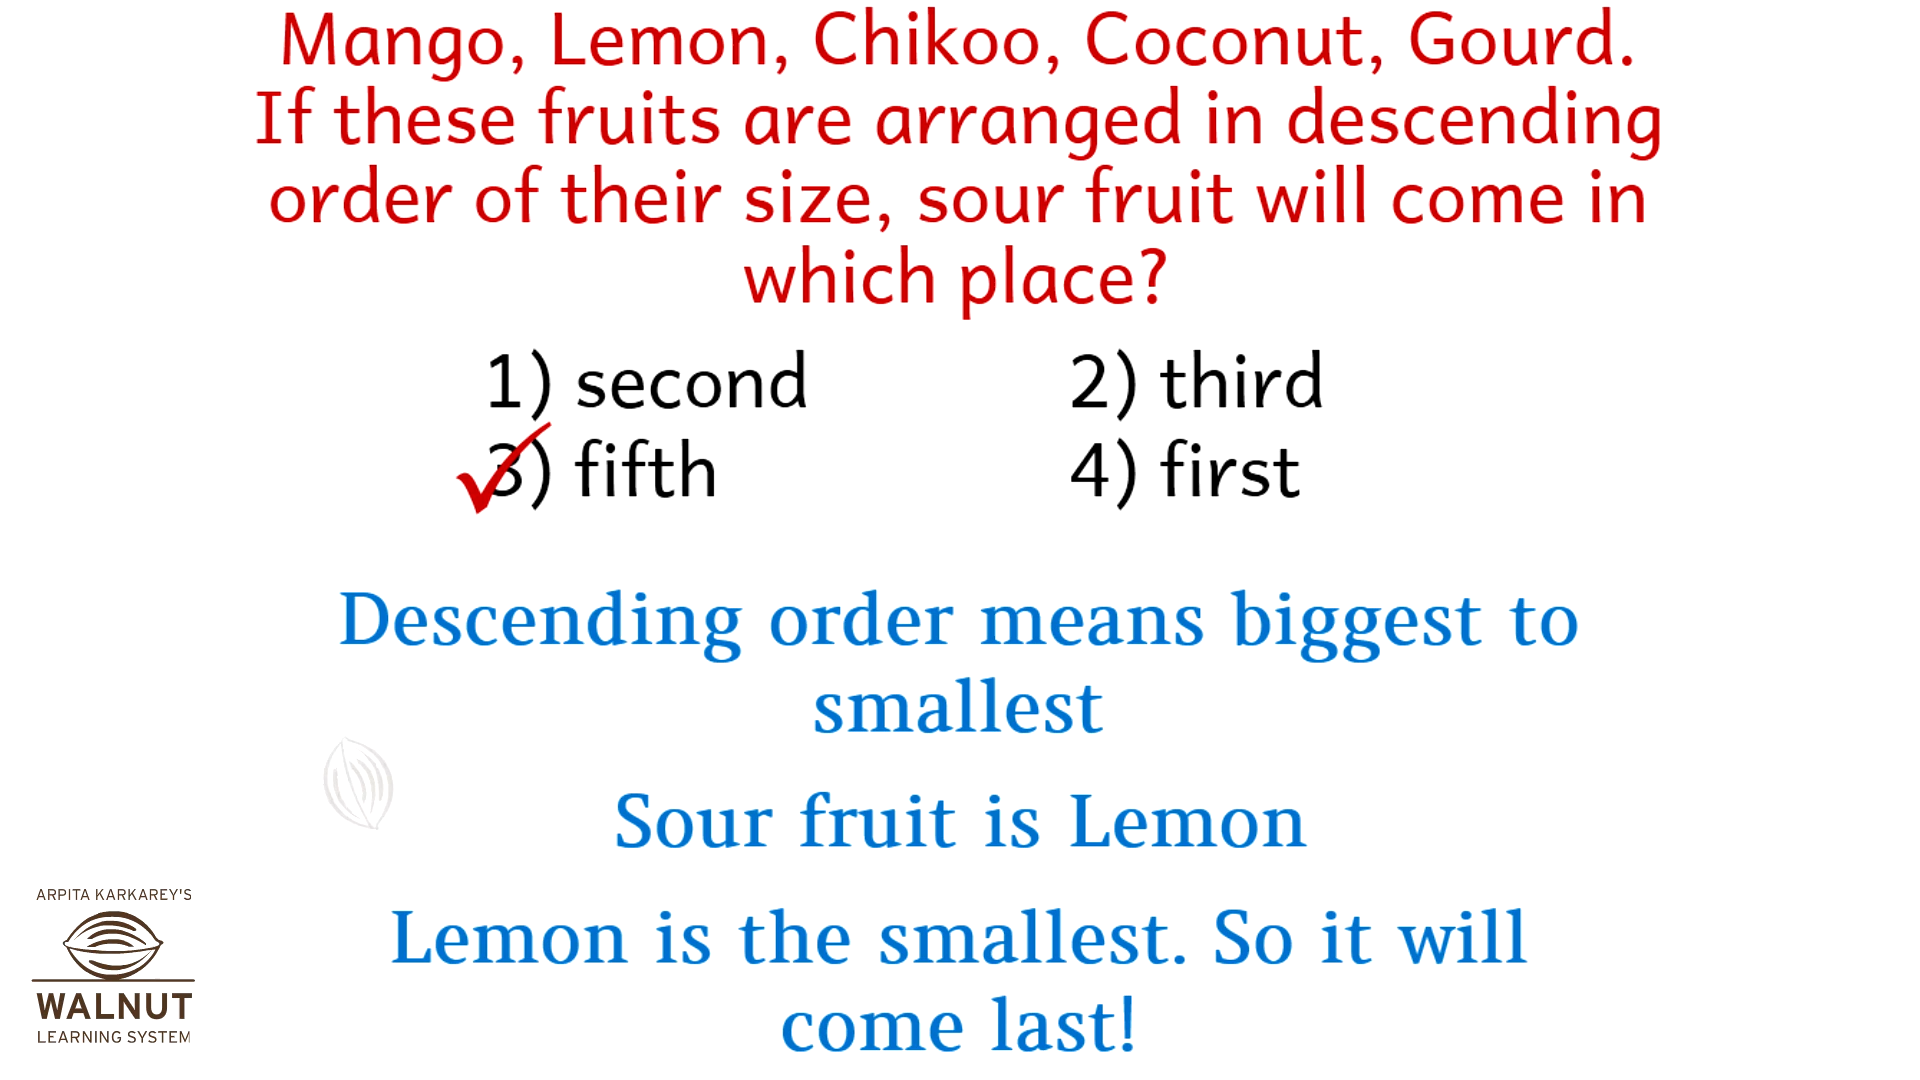 Mango, Lemon, Chikoo, Coconut, Gourd.
If these fruits are arranged in descending
order of their size, sour fruit will come in
which place?
1) second 2) third
3) fifth 4) first
Descending order means biggest to
smallest
Sour fruit is Lemon
Lemon is the smallest. So it will
come last!
ARPITA KARKAREY'S
WALNUT
LEARNING SYSTEM